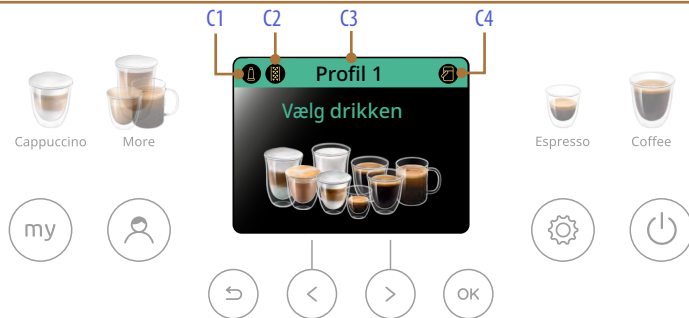 C1 C2 C3 C4
Profil 1
Vælg drikken
Cappuccino More Espresso Coffee
my
OK